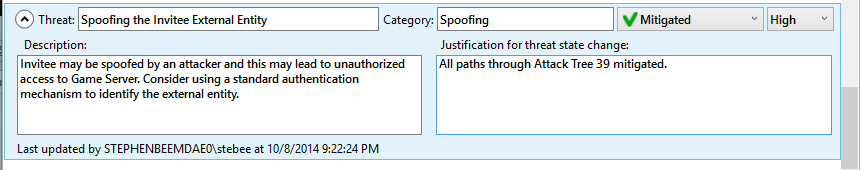 Threat: Spoofing the Invitee External Entity Category: Spoofing Mitigated High
Description: Justification for threat state change:
Invitee may be spoofed by an attacker and this may lead to unauthorized
access to Game Server. Consider using a standard authentication
mechanism to identify the external entity.
All paths through Attack Tree 39 mitigated.
Last updated by STEPHENBEEMDAE0\stebee at 10/8/2014 9:22:24 PM